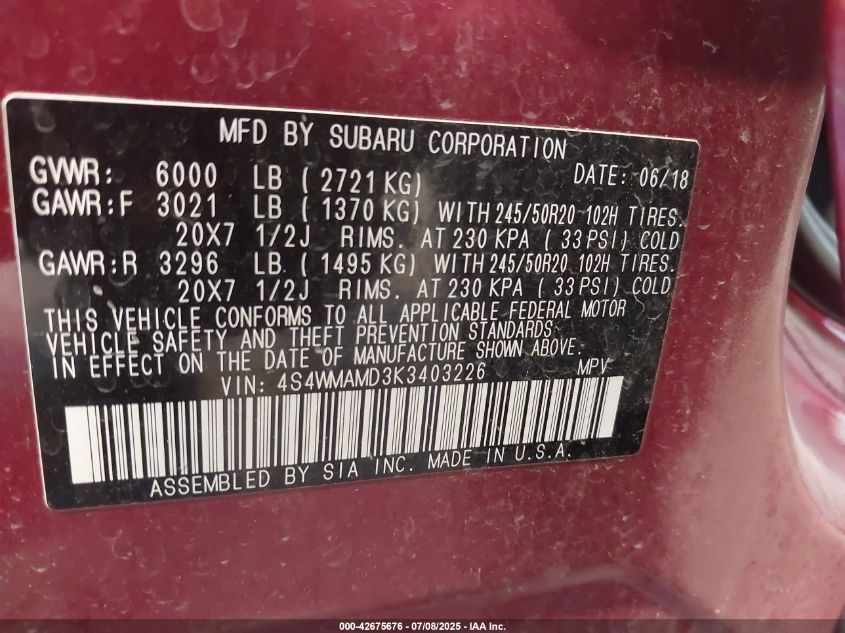 MFD BY SUBARU CORPORATION
GVWR: 6000 LB ( 2721 KG) DATE: 06/18
GAWR:F 3021 LB ( 1370 KG) WITH 245/50R20 102H TIRES.
20X7 1/2J RIMS. AT 230 KPA ( 33 PSI) COLD
GAWR:R 3296 LB ( 1495 KG) WITH 245/50R20 102H TIRES.
20X7 1/2J RIMS. AT 230 KPA ( 33 PSI) COLD
THIS VEHICLE CONFORMS TO ALL APPLICABLE FEDERAL MOTOR
VEHICLE SAFETY AND THEFT PREVENTION STANDARDS
IN EFFECT ON THE DATE OF MANUFACTURE SHOWN ABOVE.
VIN: 4S4WMAMD3K3403226 MPV
ASSEMBLED BY SIA INC. MADE IN U.S.A.
000-42675676 - 07/08/2025 - IAA Inc.